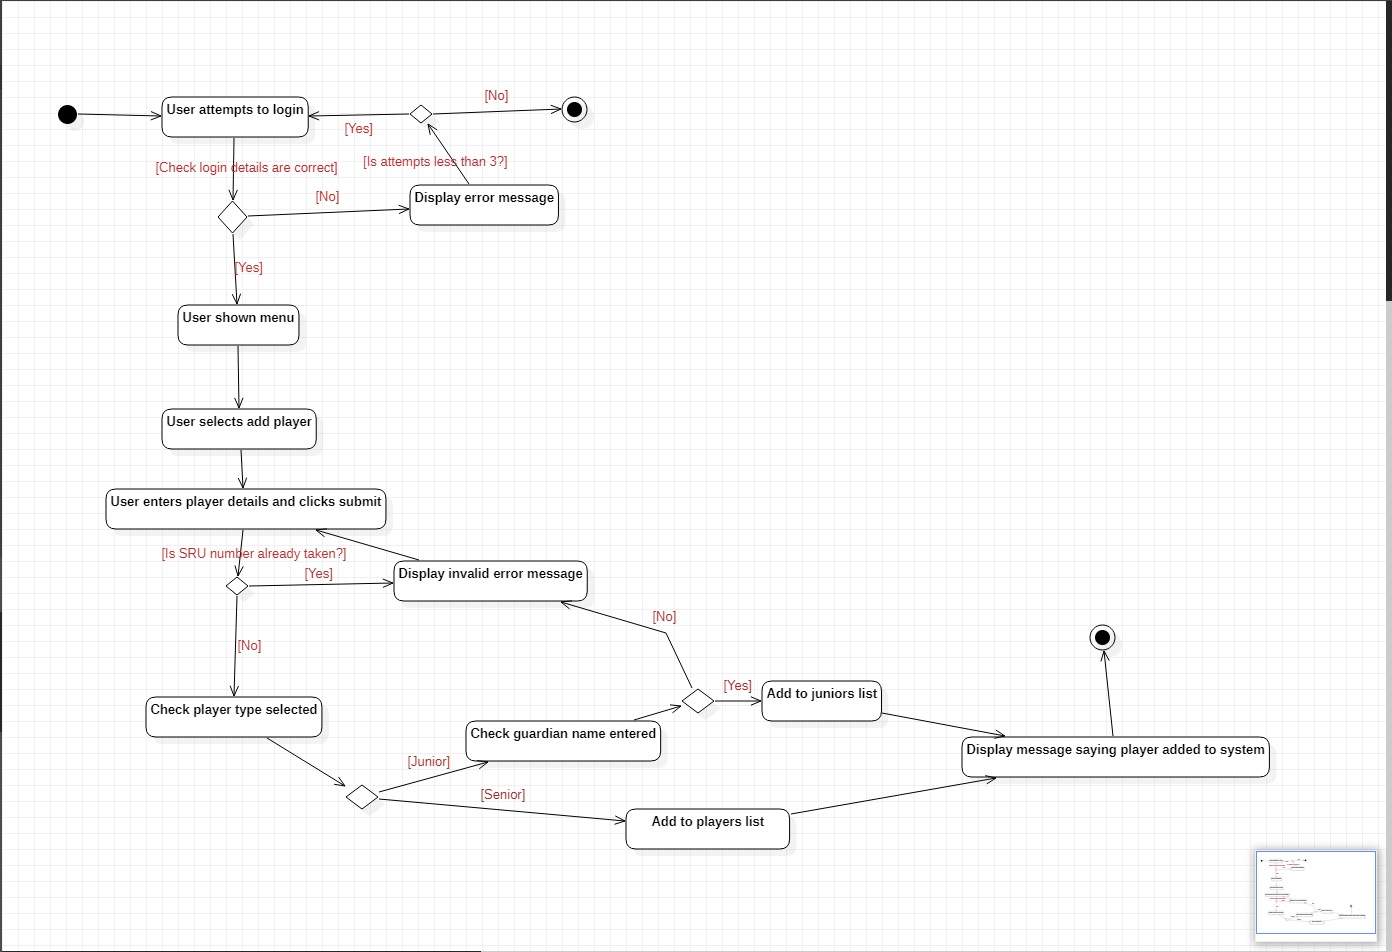 [No]
User attempts to login
[Yes]
[Check login details are correct]
[Is attempts less than 3?]
[No]
Display error message
[Yes]
User shown menu
User selects add player
User enters player details and clicks submit
[Is SRU number already taken?]
[Yes]
Display invalid error message
[No]
[No]
Check player type selected
[Yes]
Add to juniors list
Check guardian name entered
Display message saying player added to system
[Junior]
[Senior]
Add to players list